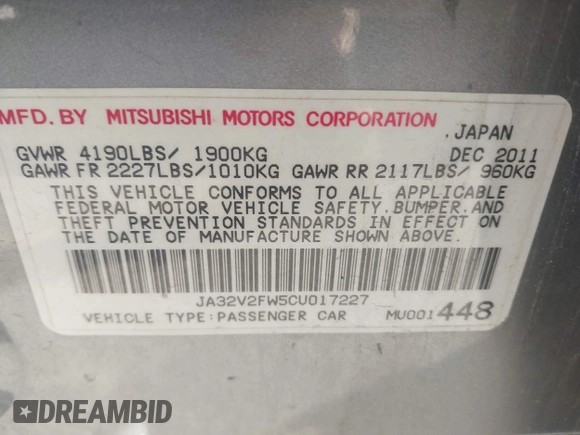 MFD. BY MITSUBISHI MOTORS CORPORATION
.JAPAN
GVWR 4190LBS/ 1900KG DEC 2011
GAWR FR 2227LBS/1010KG GAWR RR 2117LBS/ 960KG
THIS VEHICLE CONFORMS TO ALL APPLICABLE
FEDERAL MOTOR VEHICLE SAFETY,BUMPER,AND
THEFT PREVENTION STANDARDS IN EFFECT ON
THE DATE OF MANUFACTURE SHOWN ABOVE.
JA32V2FW5CU017227
VEHICLE TYPE:PASSENGER CAR MU001448
DREAMBID